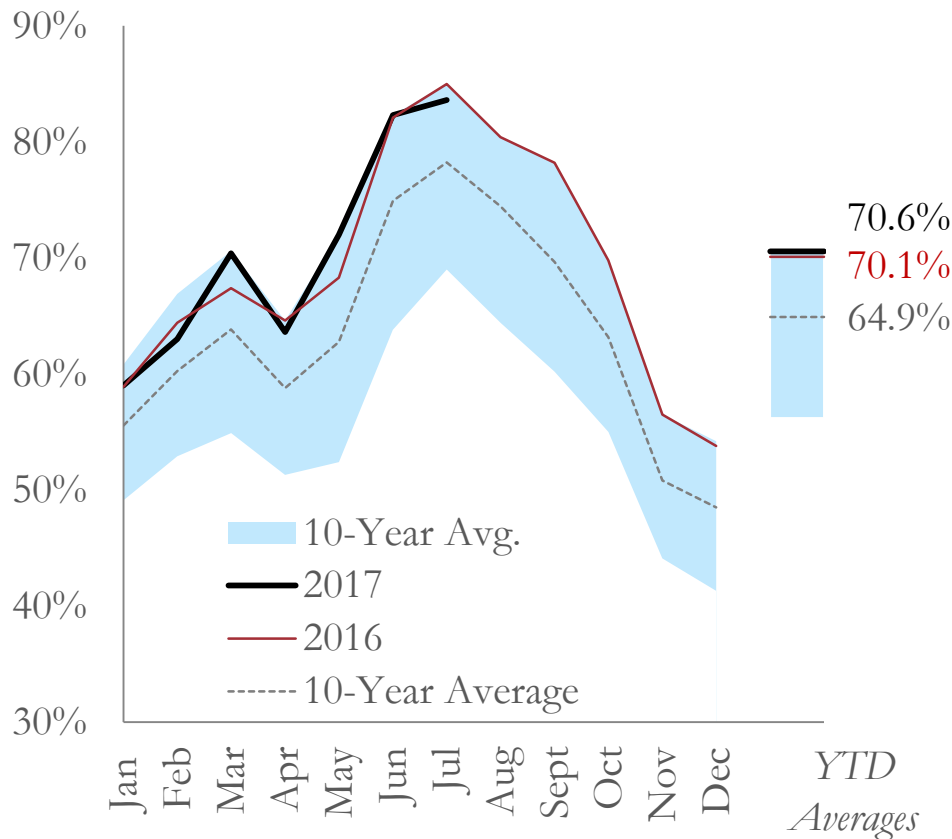 90%
80%
70%
60%
50%
40%
30%
10-Year Avg.
2017
2016
10-Year Average
Jan
Feb
Mar
Apr
May
Jun
Jul
Aug
Sept
Oct
Nov
Dec
70.6%
70.1%
64.9%
YTD
Averages